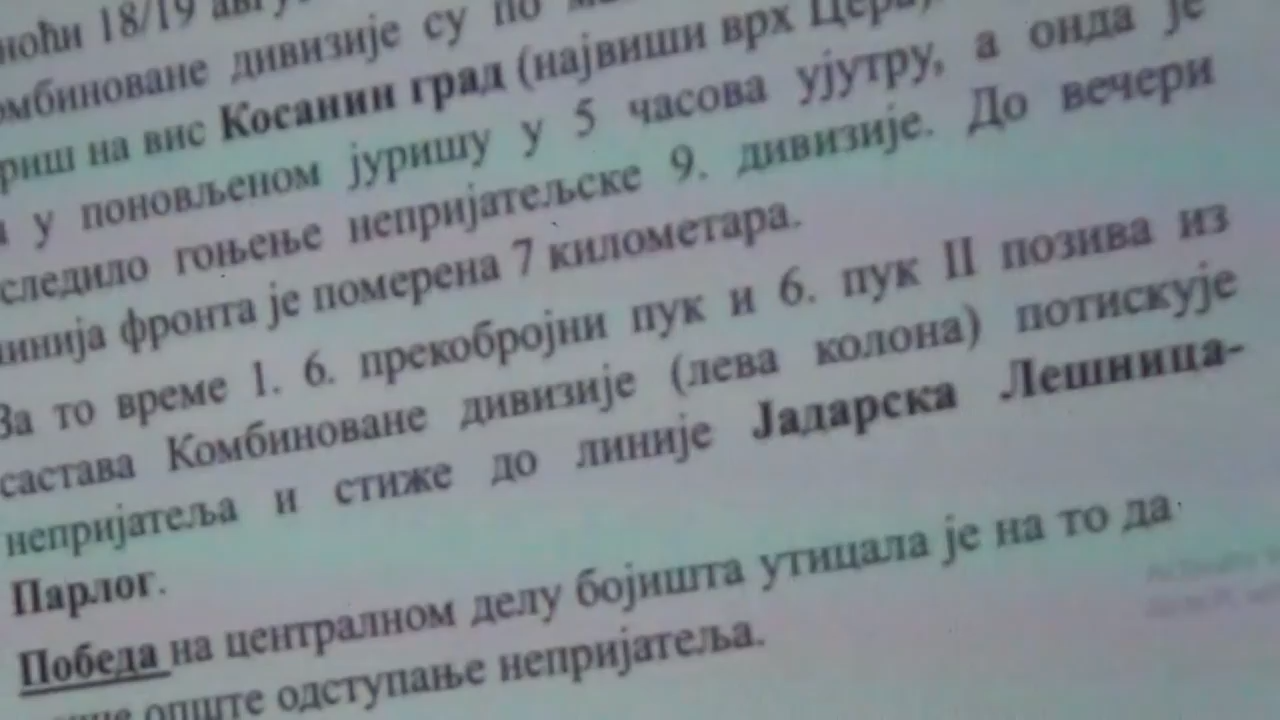 ноћи 18/19
комбиноване дивизије су по
јуриш на вис Косанин град (највиши врх Цера)
у поновљеном јуришу у 5 часова ујутру, а онда је
следило гоњење непријатељске 9. дивизије. До вечери
линија фронта је померена 7 километара.
За то време 1. 6. прекобројни пук и 6. пук II позива из
састава Комбиноване дивизије (лева колона) потискује
непријатеља и стиже до линије Јадарска Лешница-
Парлог.
Победа на централном делу бојишта утицала је на то да
опште одступање непријатеља.